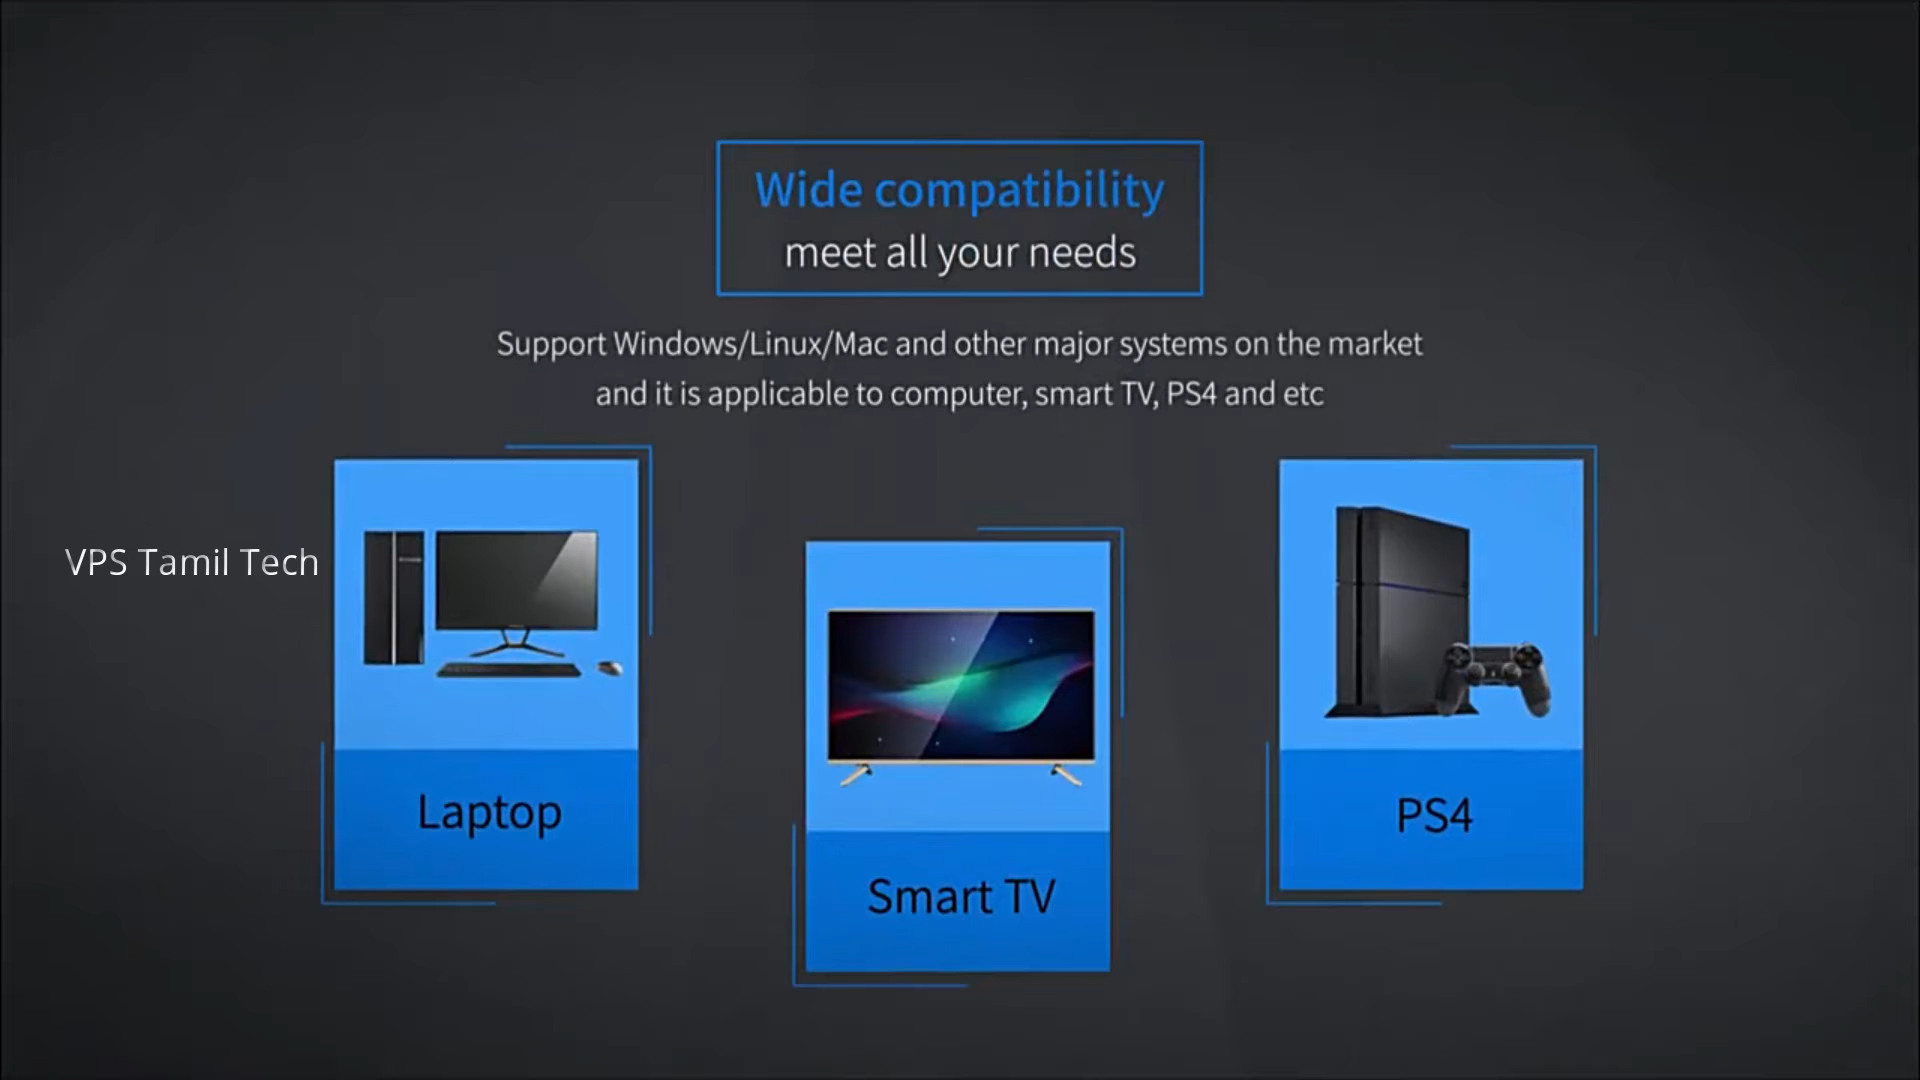 Wide compatibility
meet all your needs
Support Windows/Linux/Mac and other major systems on the market
and it is applicable to computer, smart TV, PS4 and etc
VPS Tamil Tech
Laptop
Smart TV
PS4